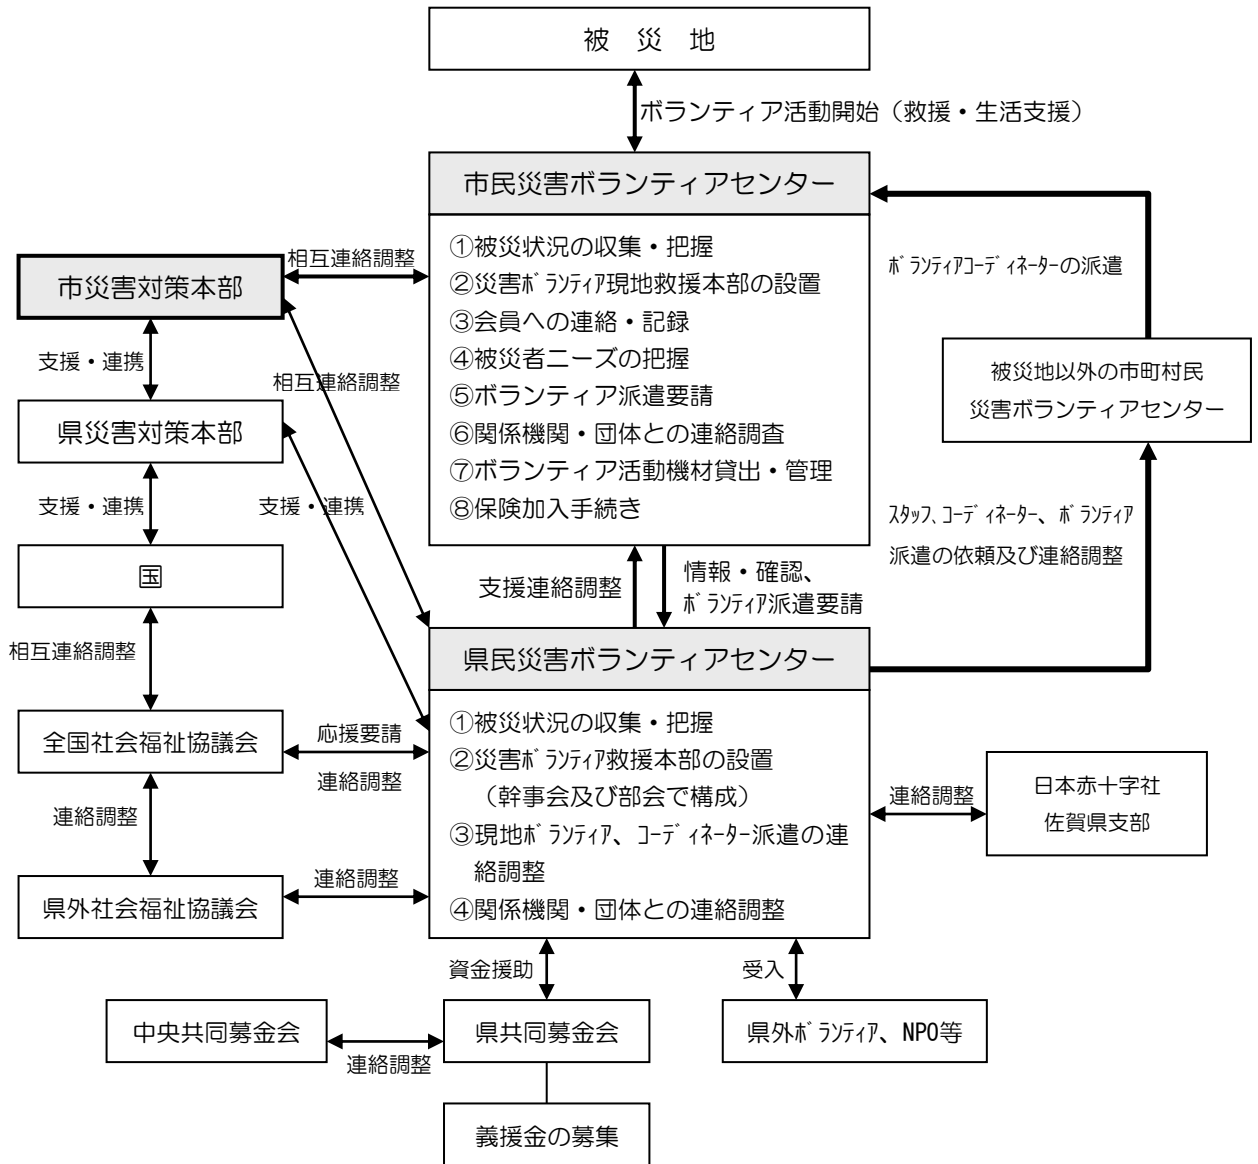 被 災 地
ボランティア活動開始（救援・生活支援）
市民災害ボランティアセンター
①被災状況の収集・把握
②災害ﾎﾞﾗﾝﾃｨｱ現地救援本部の設置
③会員への連絡・記録
④被災者ニーズの把握
⑤ボランティア派遣要請
⑥関係機関・団体との連絡調査
⑦ボランティア活動機材貸出・管理
⑧保険加入手続き
相互連絡調整
市災害対策本部
支援・連携
相互連絡調整
県災害対策本部
支援・連携
支援・連携
国
相互連絡調整
ﾎﾞﾗﾝﾃｨｱｺｰﾃﾞｨﾈｰﾀｰの派遣
被災地以外の市町村民
災害ボランティアセンター
ｽﾀｯﾌ、ｺｰﾃﾞｨﾈｰﾀｰ、ﾎﾞﾗﾝﾃｨｱ
派遣の依頼及び連絡調整
支援連絡調整
情報・確認、
ﾎﾞﾗﾝﾃｨｱ派遣要請
県民災害ボランティアセンター
①被災状況の収集・把握
②災害ﾎﾞﾗﾝﾃｨｱ救援本部の設置
（幹事会及び部会で構成）
③現地ﾎﾞﾗﾝﾃｨｱ、ｺｰﾃﾞｨﾈｰﾀｰ派遣の連
絡調整
④関係機関・団体との連絡調整
全国社会福祉協議会
応援要請
連絡調整
連絡調整
県外社会福祉協議会
連絡調整
連絡調整
日本赤十字社
佐賀県支部
資金援助
受入
中央共同募金会
連絡調整
県共同募金会
県外ﾎﾞﾗﾝﾃｨｱ、NPO等
義援金の募集